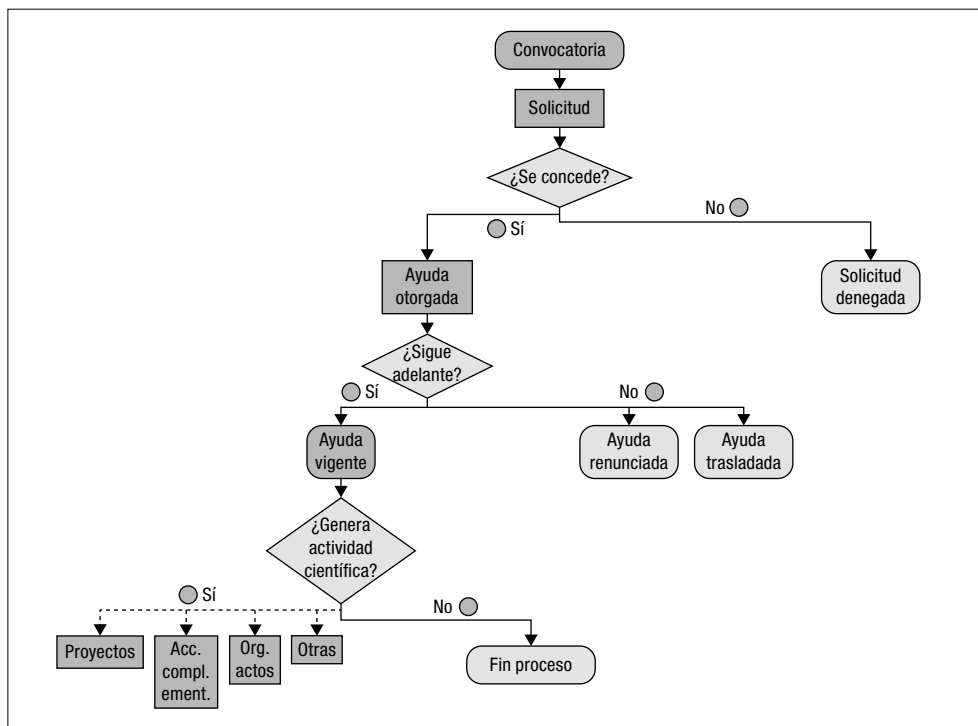 Convocatoria
Solicitud
¿Se concede?
No
Sí
Ayuda
otorgada
Solicitud
denegada
¿Sigue
adelante?
Sí
No
Ayuda
vigente
Ayuda
renunciada
Ayuda
trasladada
¿Genera
actividad
científica?
Sí
No
Proyectos
Acc.
compl.
ement.
Org.
actos
Otras
Fin proceso